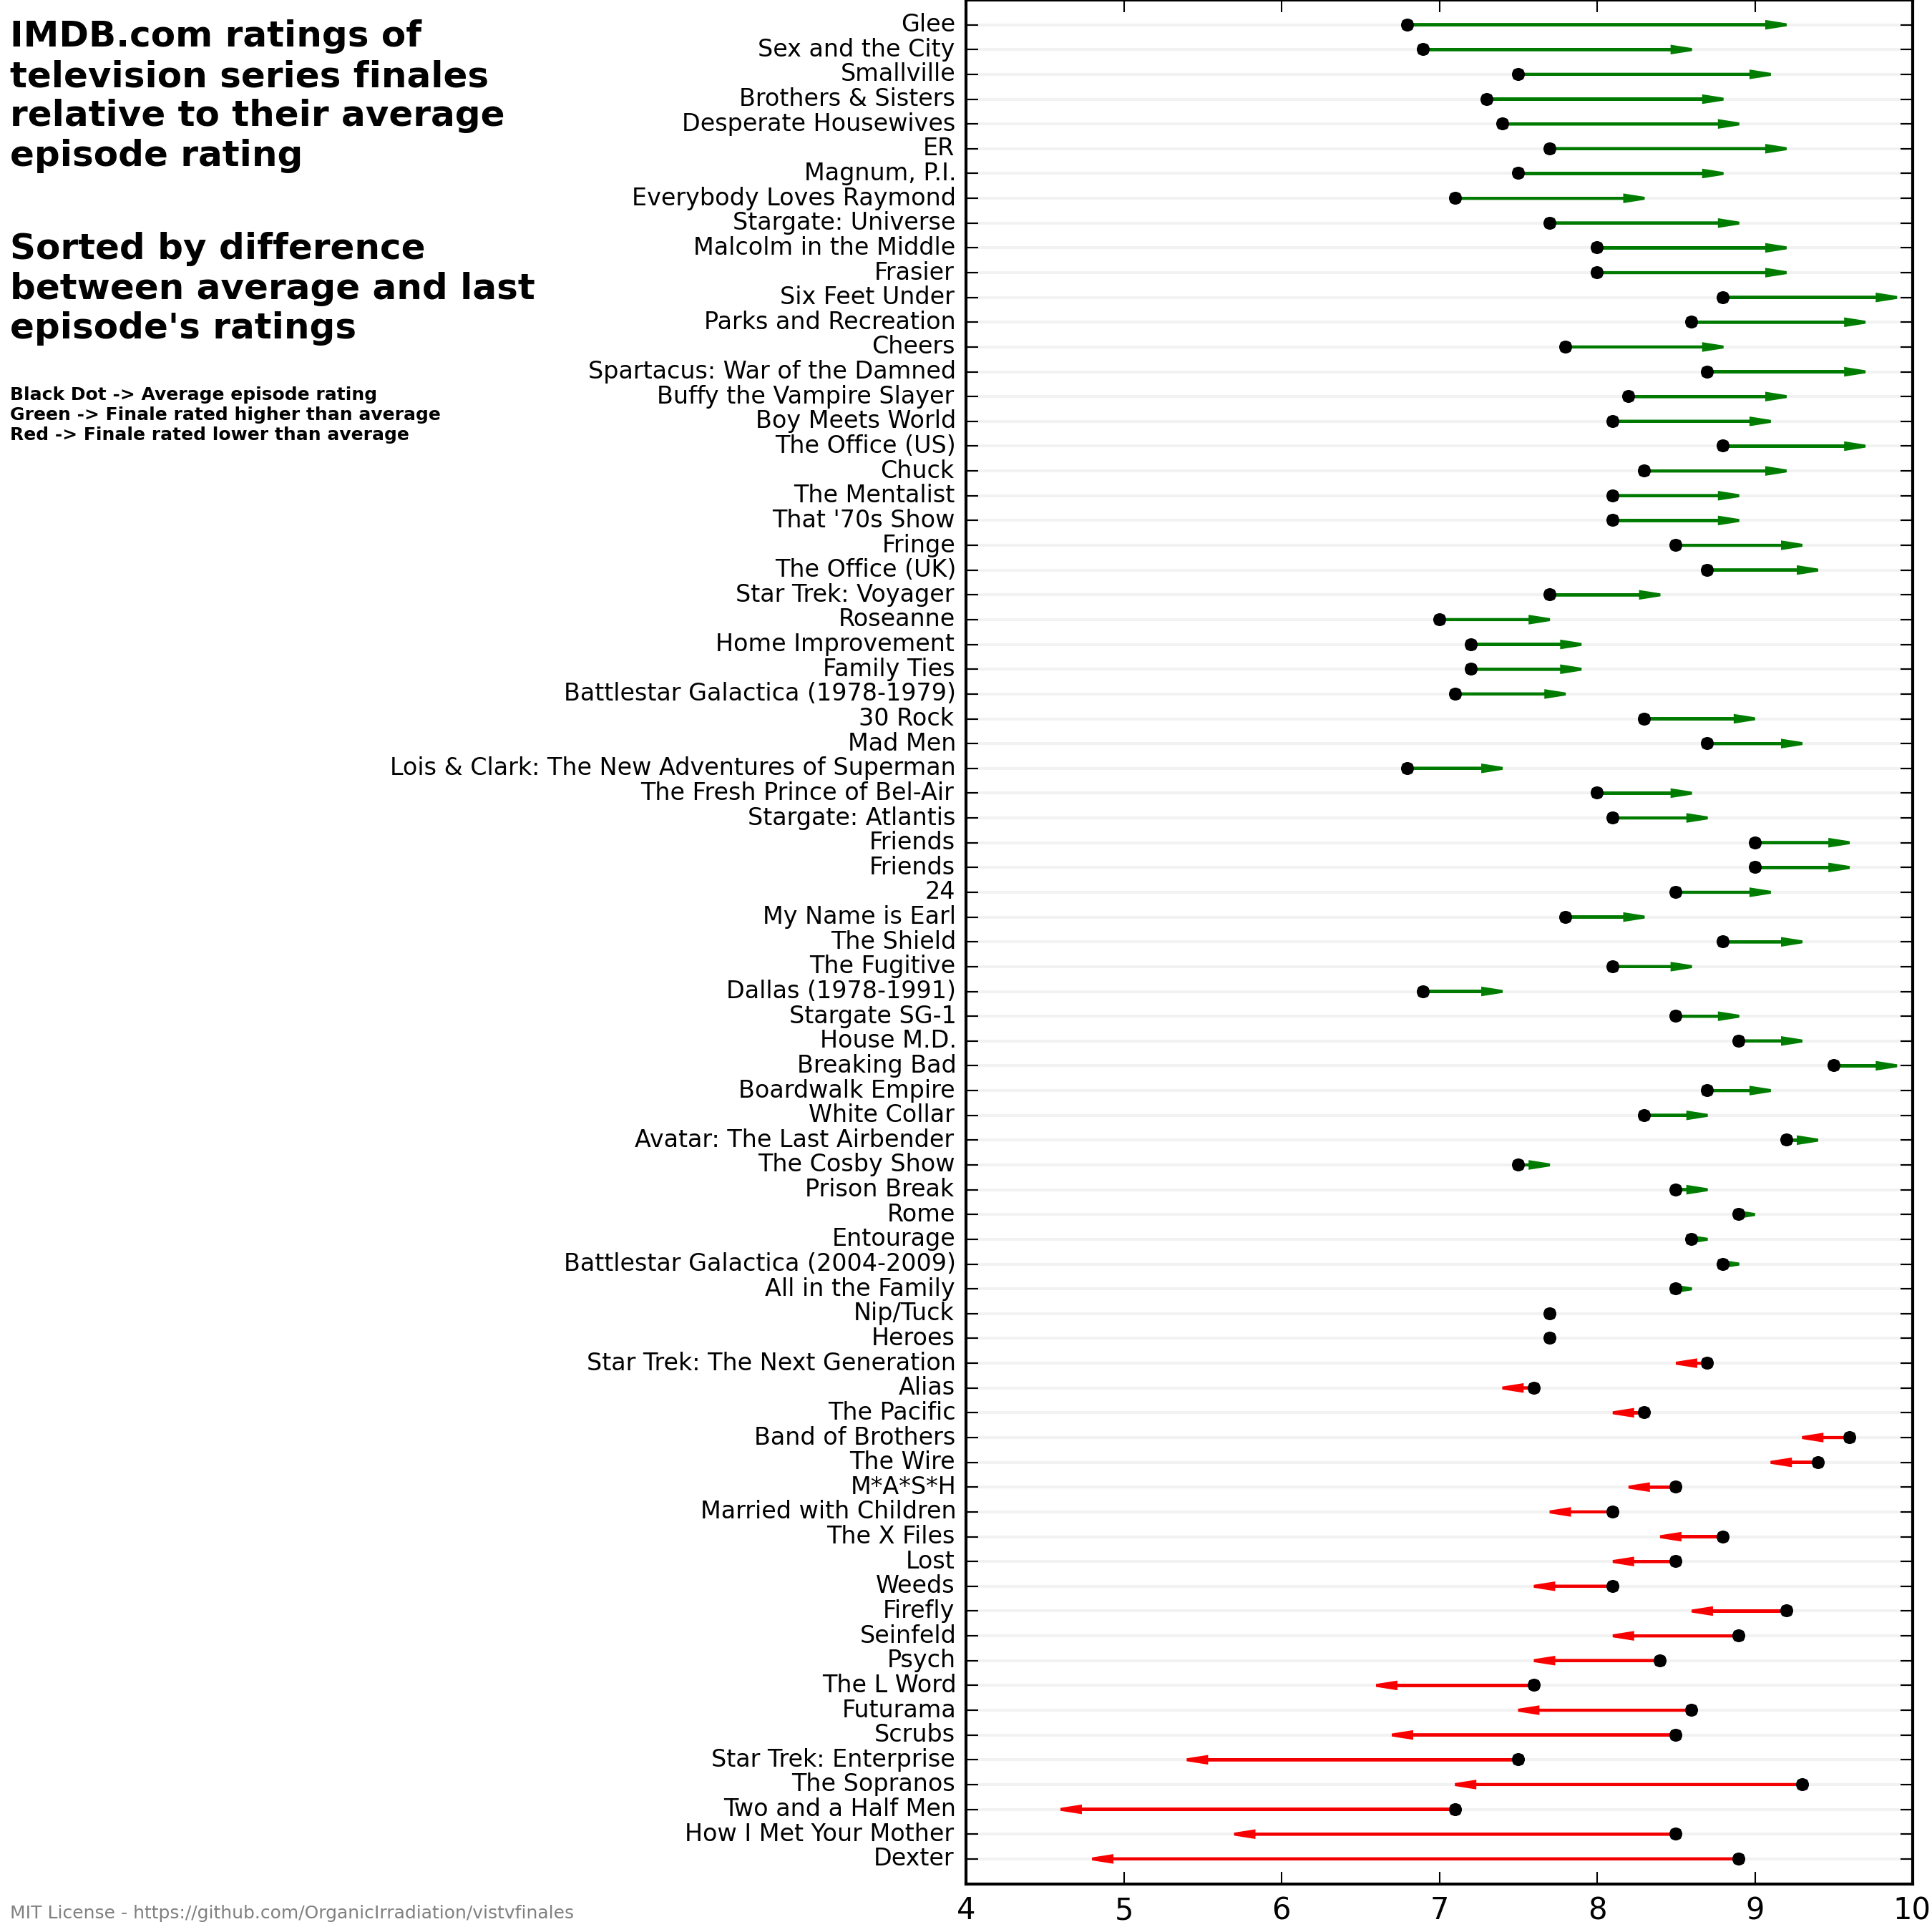 IMDB.com ratings of
television series finales
relative to their average
episode rating
Sorted by difference
between average and last
episode's ratings
Black Dot -> Average episode rating
Green -> Finale rated higher than average
Red -> Finale rated lower than average
Glee
Sex and the City
Smallville
Brothers & Sisters
Desperate Housewives
ER
Magnum, P.I.
Everybody Loves Raymond
Stargate: Universe
Malcolm in the Middle
Frasier
Six Feet Under
Parks and Recreation
Cheers
Spartacus: War of the Damned
Buffy the Vampire Slayer
Boy Meets World
The Office (US)
Chuck
The Mentalist
That '70s Show
Fringe
The Office (UK)
Star Trek: Voyager
Roseanne
Home Improvement
Family Ties
Battlestar Galactica (1978-1979)
30 Rock
Mad Men
Lois & Clark: The New Adventures of Superman
The Fresh Prince of Bel-Air
Stargate: Atlantis
Friends
Friends
24
My Name is Earl
The Shield
The Fugitive
Dallas (1978-1991)
Stargate SG-1
House M.D.
Breaking Bad
Boardwalk Empire
White Collar
Avatar: The Last Airbender
The Cosby Show
Prison Break
Rome
Entourage
Battlestar Galactica (2004-2009)
All in the Family
Nip/Tuck
Heroes
Star Trek: The Next Generation
Alias
The Pacific
Band of Brothers
The Wire
M*A*S*H
Married with Children
The X Files
Lost
Weeds
Firefly
Seinfeld
Psych
The L Word
Futurama
Scrubs
Star Trek: Enterprise
The Sopranos
Two and a Half Men
How I Met Your Mother
Dexter
4 5 6 7 8 9 10
MIT License - https://github.com/OrganicIrradiation/vistvfinales